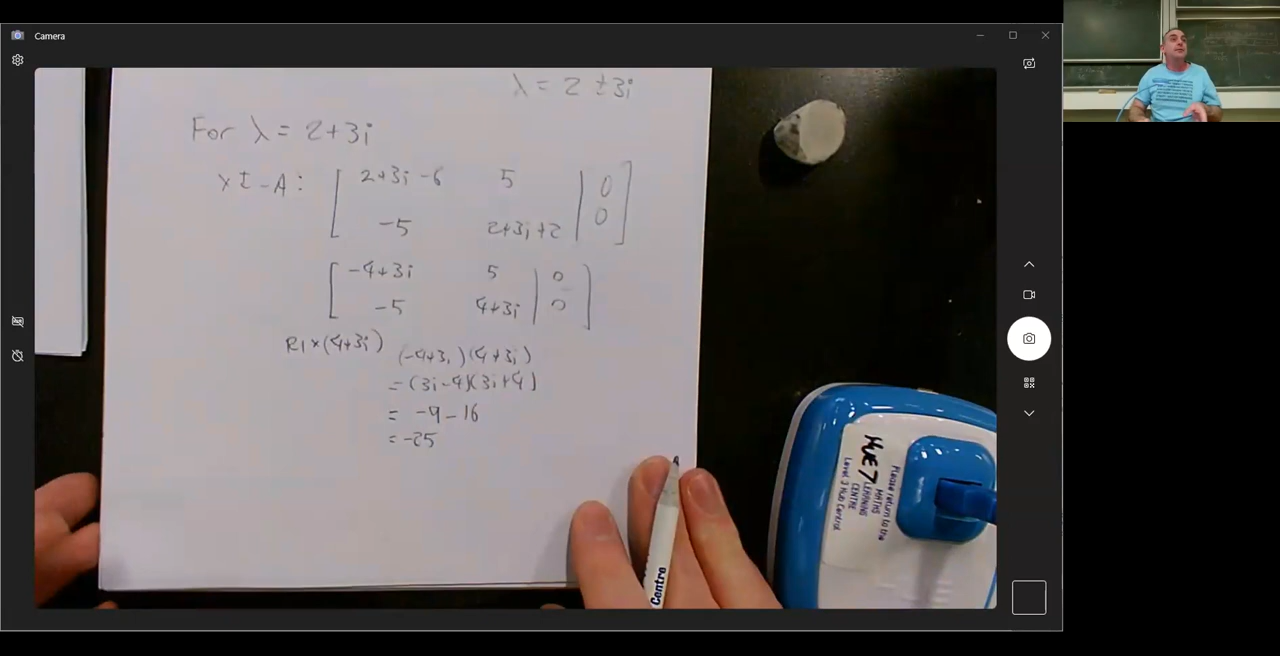 Camera
λ = 2 ±3i
For λ = 2+3i
λI - A: [ 2+3i-6 5 | 0 ]
[ -5 2+3i+2 | 0 ]
[ -4+3i 5 | 0 ]
[ -5 4+3i | 0 ]
R1×(4+3i) (-4+3i)(4+3i)
= (3i-4)(3i+4)
= -9-16
= -25
HUE 7
Please return to the
MATHS
LEARNING
CENTRE
Level 3 Hub Central
Centre